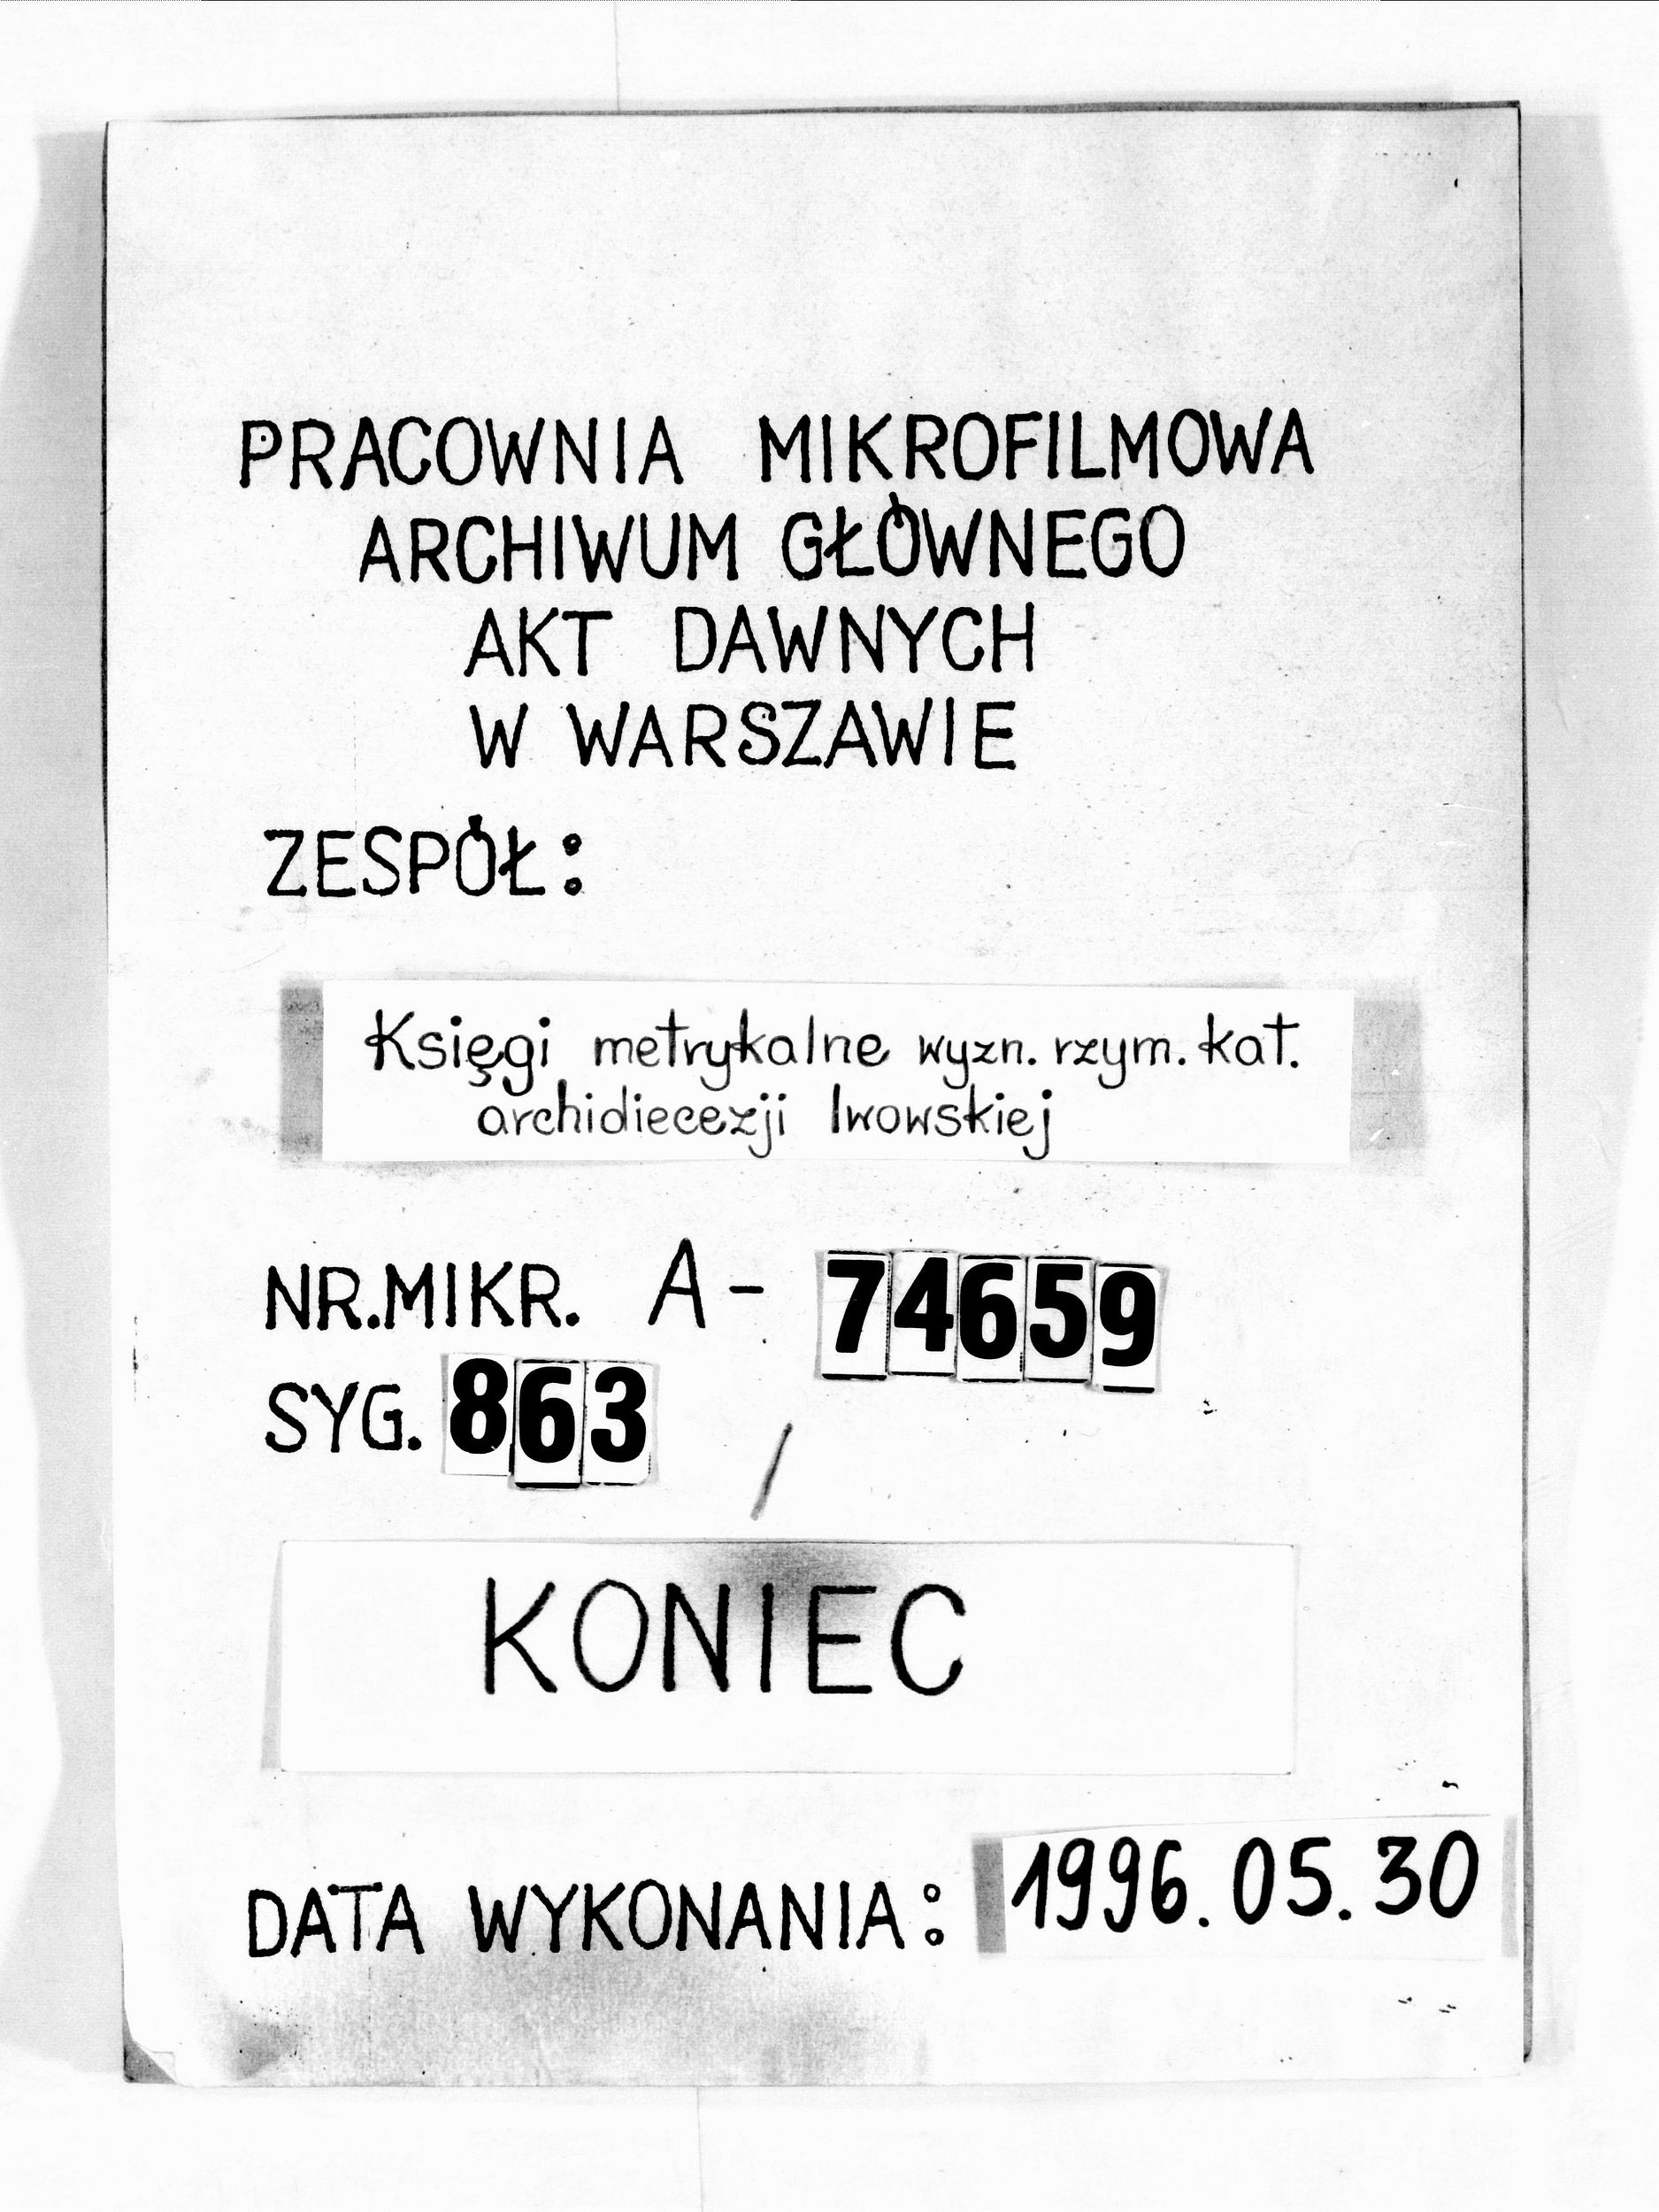 PRACOWNIA MIKROFILMOWA
ARCHIWUM GŁÓWNEGO
AKT DAWNYCH
W WARSZAWIE
ZESPÓŁ:
Księgi metrykalne wyzn. rzym. kat.
archidiecezji lwowskiej
NR.MIKR. A- 74659
SYG. 863 /
KONIEC
DATA WYKONANIA: 1996.05.30